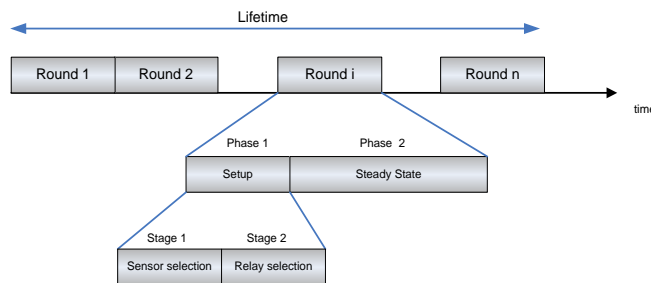 Lifetime
Round 1 Round 2 Round i Round n
time
Phase 1 Phase 2
Setup Steady State
Stage 1 Stage 2
Sensor selection Relay selection